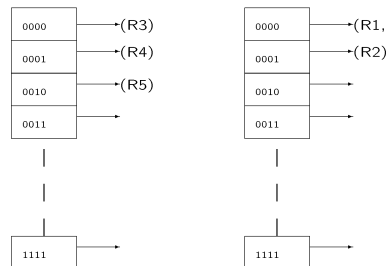 0000 (R3) 0000 (R1,
0001 (R4) 0001 (R2)
0010 (R5) 0010
0011 0011
1111 1111